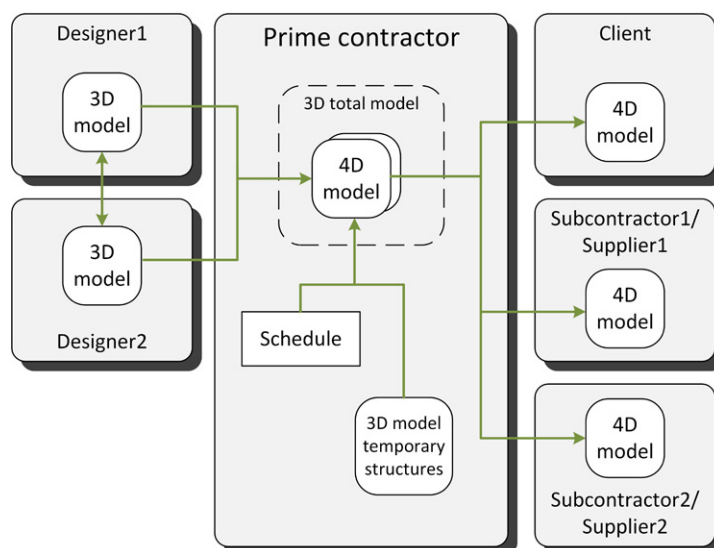 Designer1
3D
model
3D
model
Designer2
Prime contractor
3D total model
4D
model
Schedule
3D model
temporary
structures
Client
4D
model
Subcontractor1/
Supplier1
4D
model
4D
model
Subcontractor2/
Supplier2